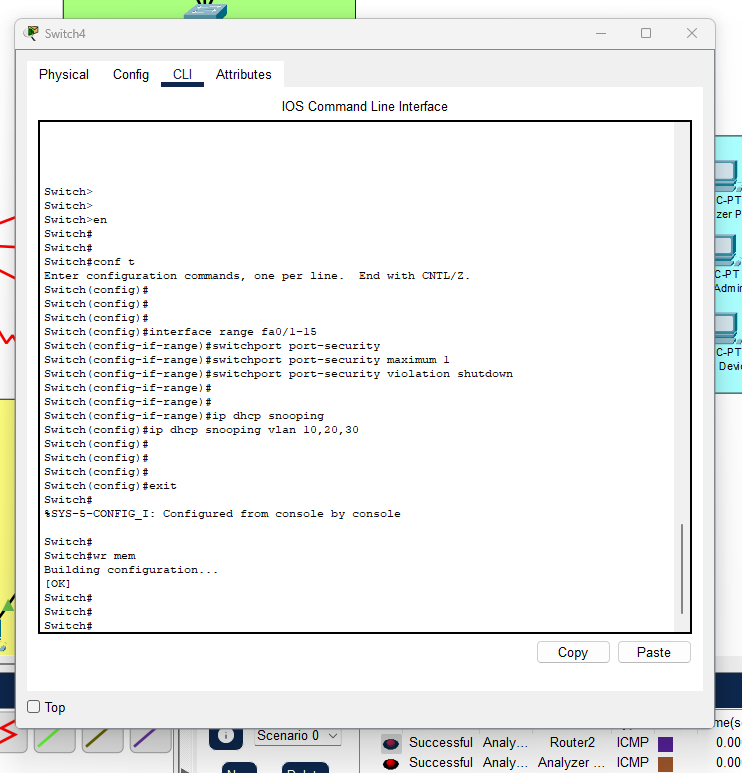 Switch4
Physical Config CLI Attributes
IOS Command Line Interface
Switch>
Switch>
Switch>en
Switch#
Switch#
Switch#conf t
Enter configuration commands, one per line.  End with CNTL/Z.
Switch(config)#
Switch(config)#
Switch(config)#
Switch(config)#interface range fa0/1-15
Switch(config-if-range)#switchport port-security
Switch(config-if-range)#switchport port-security maximum 1
Switch(config-if-range)#switchport port-security violation shutdown
Switch(config-if-range)#
Switch(config-if-range)#
Switch(config-if-range)#ip dhcp snooping
Switch(config)#ip dhcp snooping vlan 10,20,30
Switch(config)#
Switch(config)#
Switch(config)#
Switch(config)#exit
Switch#
%SYS-5-CONFIG_I: Configured from console by console
Switch#
Switch#wr mem
Building configuration...
[OK]
Switch#
Switch#
Switch#
Copy Paste
Top
C-PT
zer P
C-PT
Admin
C-PT
Devi
Scenario 0
me(s
Successful Analy... Router2 ICMP 0.00
Successful Analy... Analyzer ... ICMP 0.00